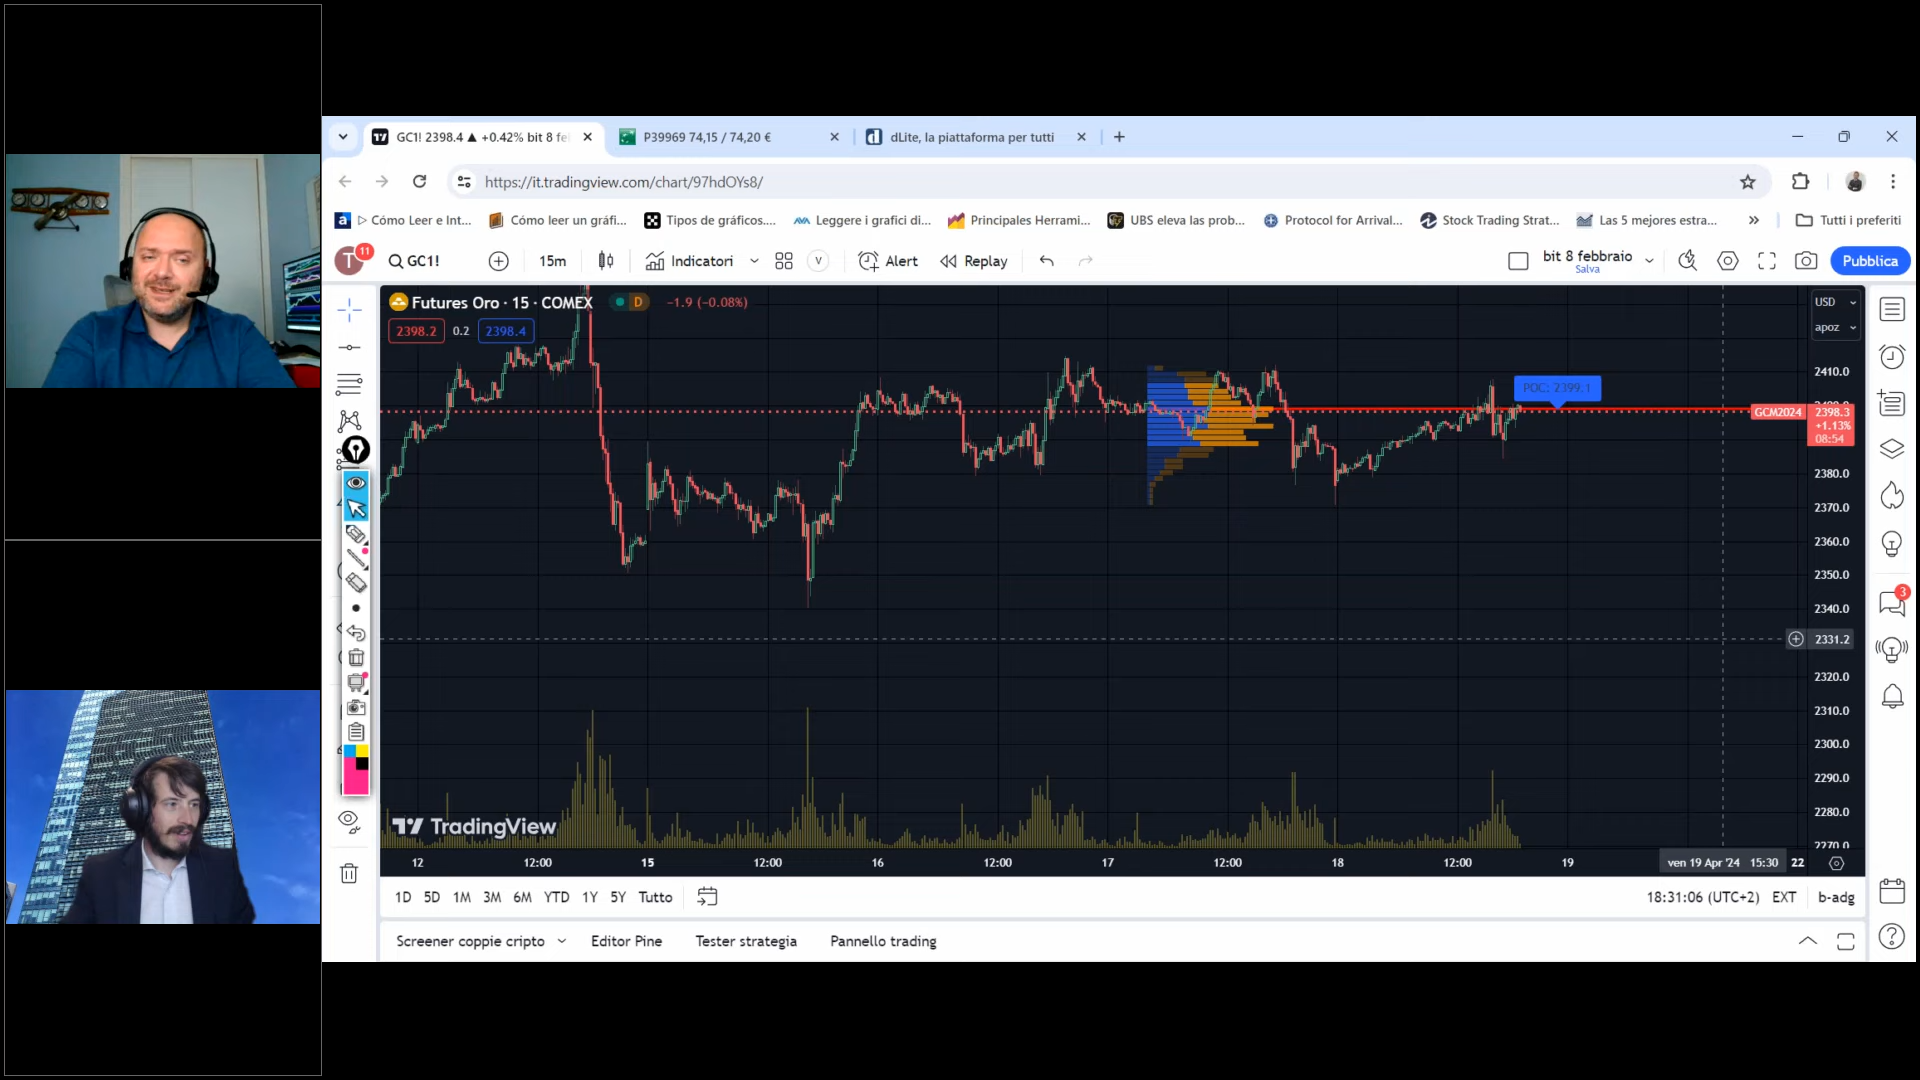 GC1! 2398.4 ▲ +0.42% bit 8 fe
P39969 74,15 / 74,20 €
dLite, la piattaforma per tutti
https://it.tradingview.com/chart/97hdOYs8/
Cómo Leer e Int...
Cómo leer un gráfi...
Tipos de gráficos....
Leggere i grafici di...
Principales Herrami...
UBS eleva las prob...
Protocol for Arrival...
Stock Trading Strat...
Las 5 mejores estra...
Tutti i preferiti
T 11
GC1!
15m
Indicatori
Alert
Replay
bit 8 febbraio
Salva
Pubblica
Futures Oro · 15 · COMEX
D
−1.9 (−0.08%)
USD
2398.2
0.2
2398.4
apoz
2410.0
POC: 2399.1
GCM2024
2398.3
+1.13%
08:54
2380.0
2370.0
2360.0
2350.0
2340.0
2331.2
2320.0
2310.0
2300.0
2290.0
2280.0
2270.0
3
TradingView
12
12:00
15
12:00
16
12:00
17
12:00
18
12:00
19
ven 19 Apr '24 15:30
22
1D
5D
1M
3M
6M
YTD
1Y
5Y
Tutto
18:31:06 (UTC+2)
EXT
b-adg
Screener coppie cripto
Editor Pine
Tester strategia
Pannello trading